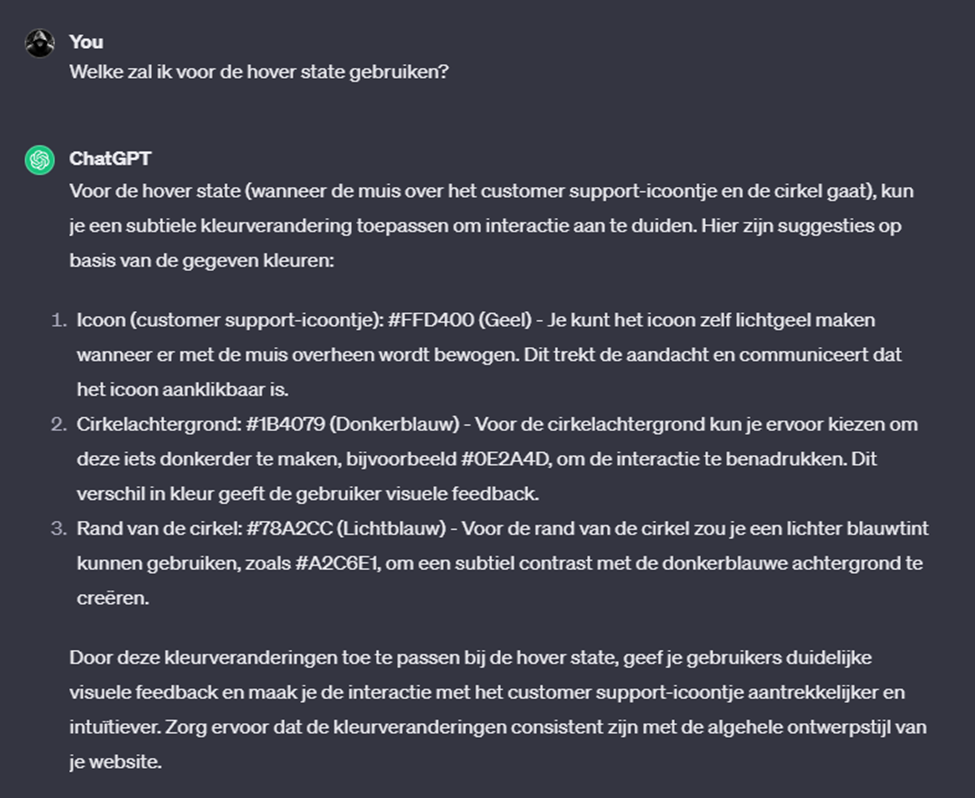 You
Welke zal ik voor de hover state gebruiken?
ChatGPT
Voor de hover state (wanneer de muis over het customer support-icoontje en de cirkel gaat), kun
je een subtiele kleurverandering toepassen om interactie aan te duiden. Hier zijn suggesties op
basis van de gegeven kleuren:
1. Icoon (customer support-icoontje): #FFD400 (Geel) - Je kunt het icoon zelf lichtgeel maken
wanneer er met de muis overheen wordt bewogen. Dit trekt de aandacht en communiceert dat
het icoon aanklikbaar is.
2. Cirkelachtergrond: #1B4079 (Donkerblauw) - Voor de cirkelachtergrond kun je ervoor kiezen om
deze iets donkerder te maken, bijvoorbeeld #0E2A4D, om de interactie te benadrukken. Dit
verschil in kleur geeft de gebruiker visuele feedback.
3. Rand van de cirkel: #78A2CC (Lichtblauw) - Voor de rand van de cirkel zou je een lichter blauwtint
kunnen gebruiken, zoals #A2C6E1, om een subtiel contrast met de donkerblauwe achtergrond te
creëren.
Door deze kleurveranderingen toe te passen bij de hover state, geef je gebruikers duidelijke
visuele feedback en maak je de interactie met het customer support-icoontje aantrekkelijker en
intuïtiever. Zorg ervoor dat de kleurveranderingen consistent zijn met de algehele ontwerpstijl van
je website.